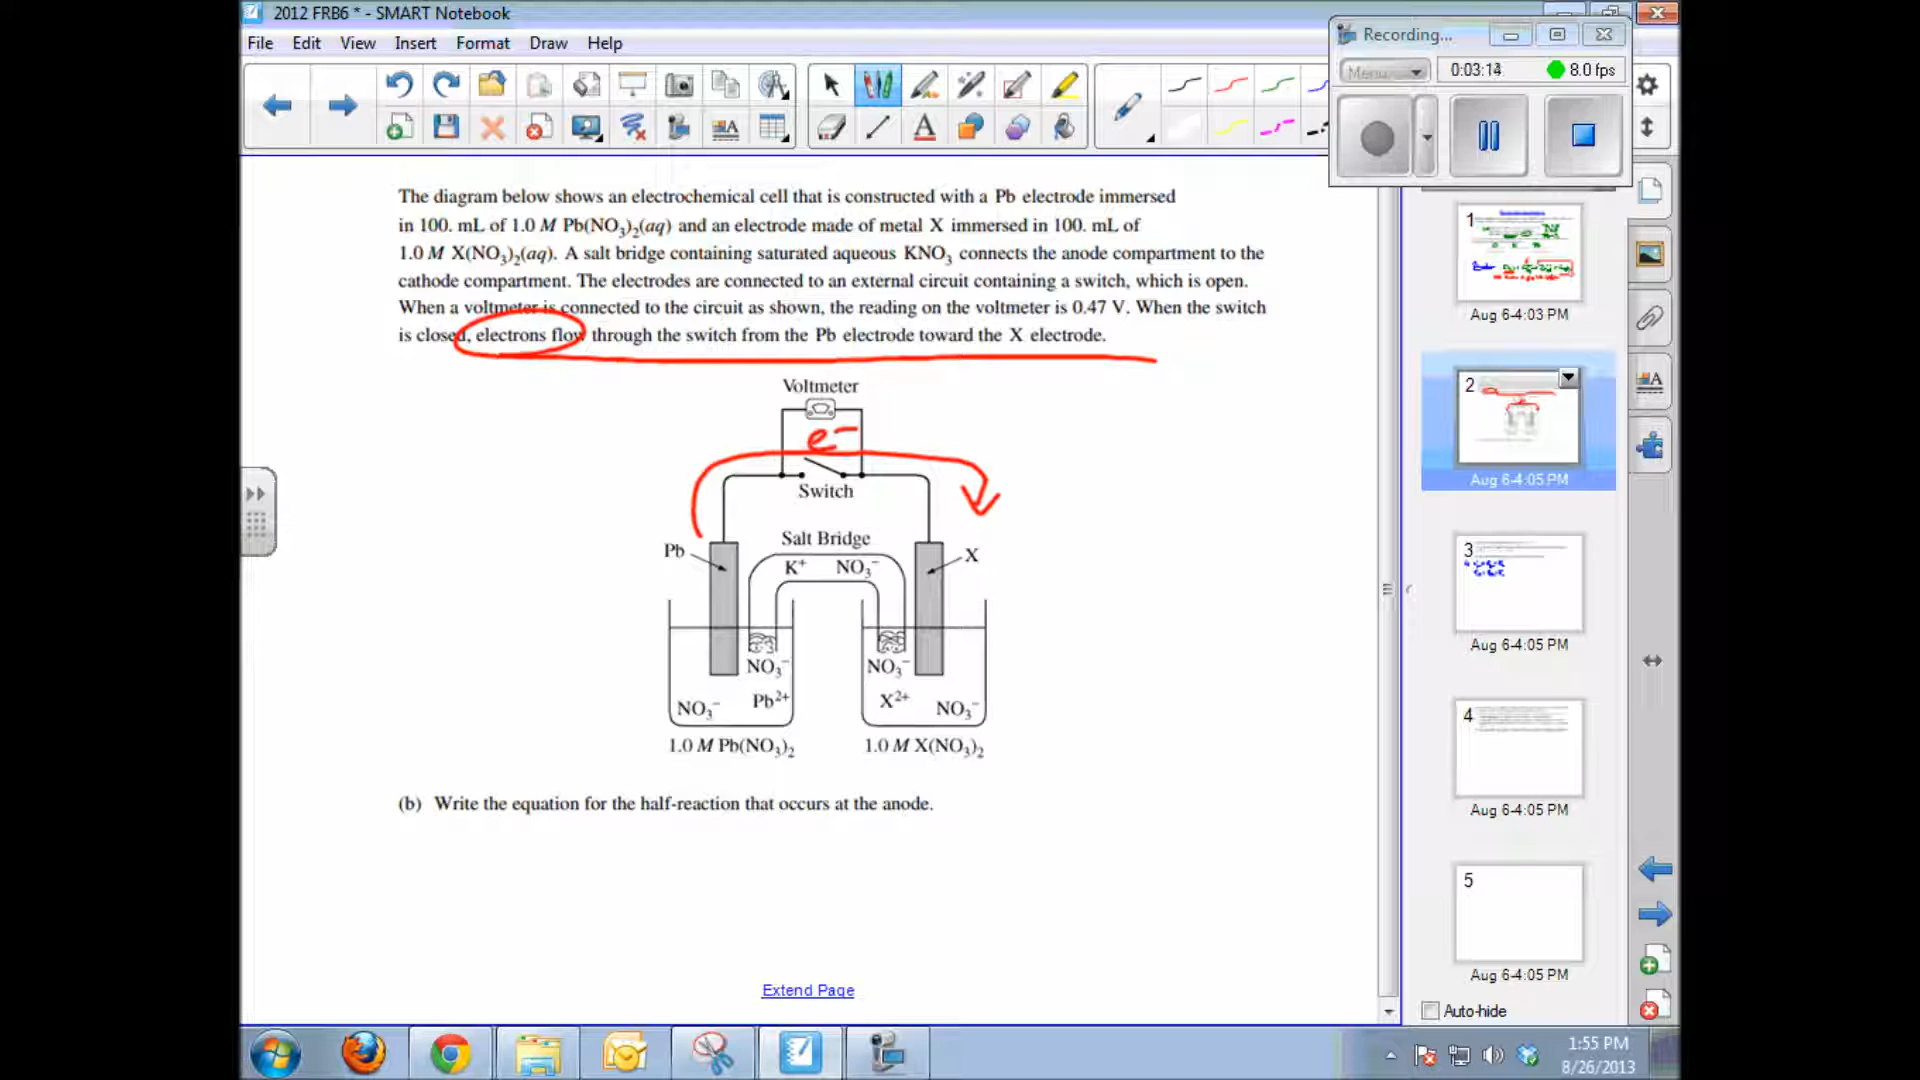 2012 FRB6 * - SMART Notebook
File Edit View Insert Format Draw Help
Recording...
Menu
0:03:14
8.0 fps
The diagram below shows an electrochemical cell that is constructed with a Pb electrode immersed
in 100. mL of 1.0 M Pb(NO₃)₂(aq) and an electrode made of metal X immersed in 100. mL of
1.0 M X(NO₃)₂(aq). A salt bridge containing saturated aqueous KNO₃ connects the anode compartment to the
cathode compartment. The electrodes are connected to an external circuit containing a switch, which is open.
When a voltmeter is connected to the circuit as shown, the reading on the voltmeter is 0.47 V. When the switch
is closed, electrons flow through the switch from the Pb electrode toward the X electrode.
Voltmeter
e⁻
Switch
Salt Bridge
Pb
X
K⁺ NO₃⁻
NO₃⁻
NO₃⁻
NO₃⁻ Pb²⁺
X²⁺ NO₃⁻
1.0 M Pb(NO₃)₂
1.0 M X(NO₃)₂
(b) Write the equation for the half-reaction that occurs at the anode.
Extend Page
1
Aug 6-4:03 PM
2
Aug 6-4:05 PM
3
Aug 6-4:05 PM
4
Aug 6-4:05 PM
5
Aug 6-4:05 PM
Auto-hide
1:55 PM
8/26/2013